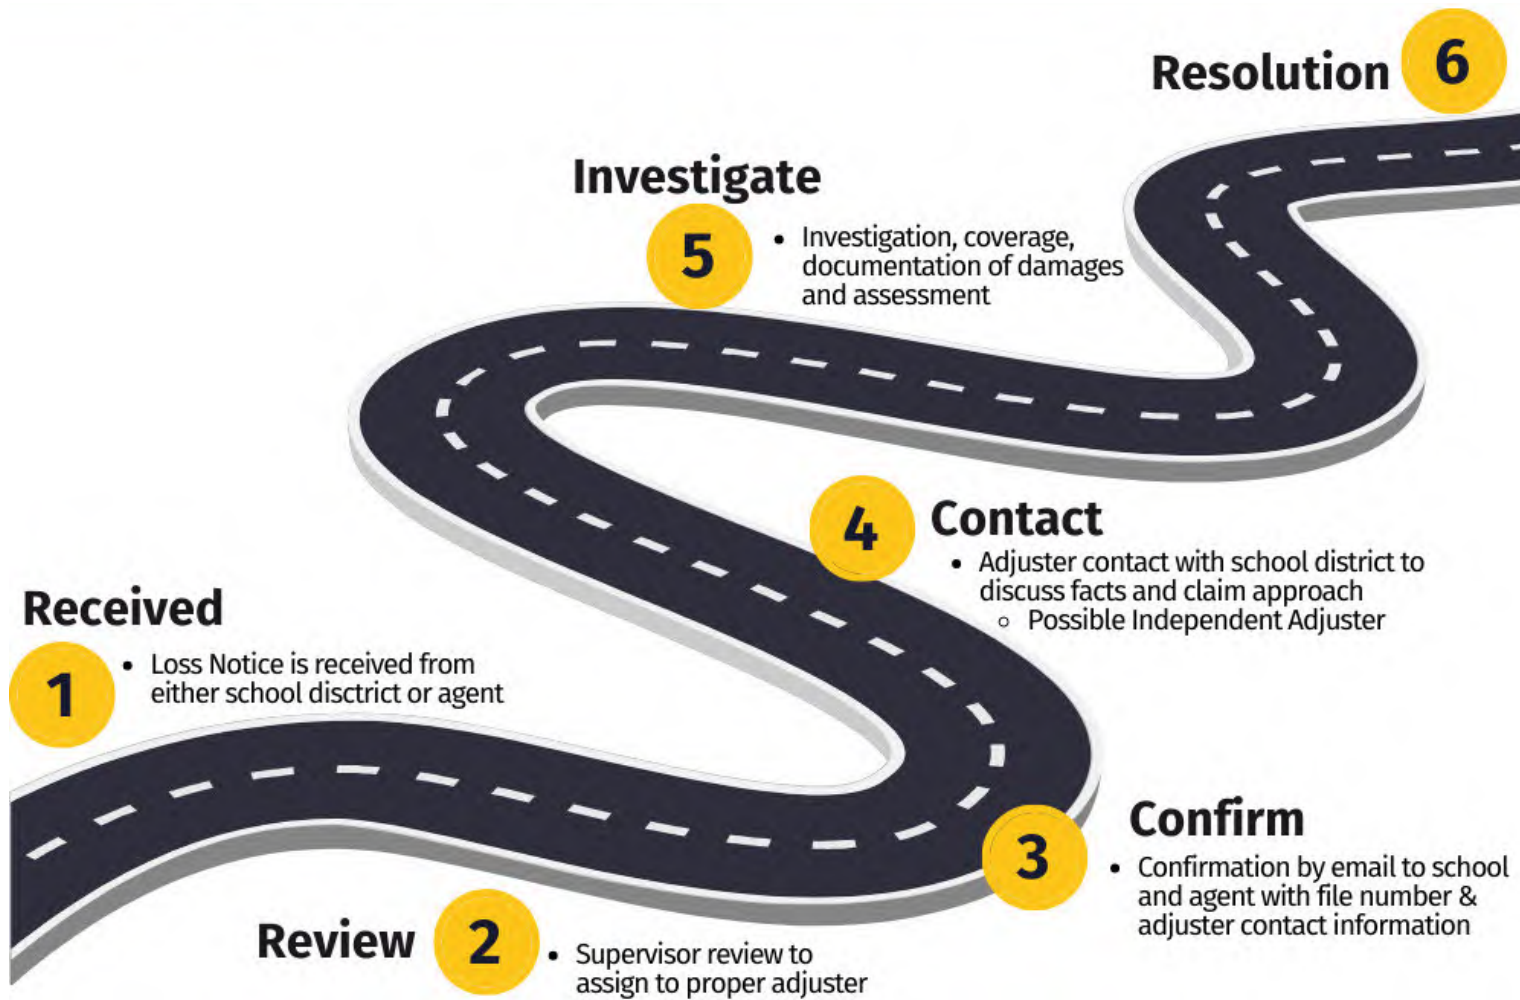 Received
1
• Loss Notice is received from
either school disctrict or agent
Review
2
• Supervisor review to
assign to proper adjuster
3
Confirm
• Confirmation by email to school
and agent with file number &
adjuster contact information
4
Contact
• Adjuster contact with school district to
discuss facts and claim approach
○ Possible Independent Adjuster
Investigate
5
• Investigation, coverage,
documentation of damages
and assessment
Resolution
6